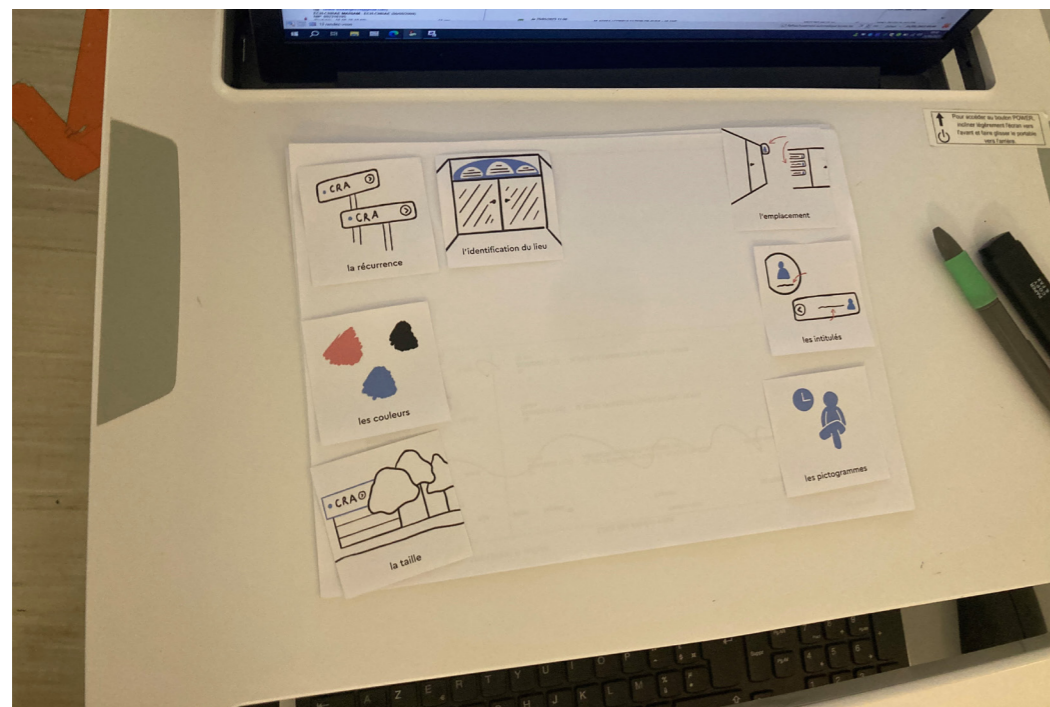 Pour accéder au bouton POWER,
incliner légèrement l'écran vers
l'avant et faire glisser le portable
vers l'arrière.
CRA
CRA
la récurrence
l'identification du lieu
l'emplacement
les intitulés
les couleurs
les pictogrammes
CRA
la taille
A Z E R T Y U I O P
J K L M